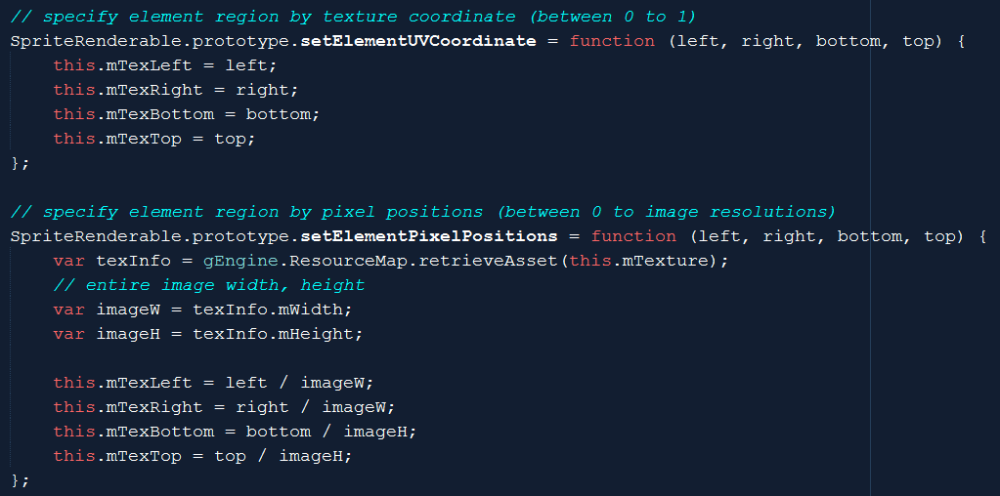 // specify element region by texture coordinate (between 0 to 1)
SpriteRenderable.prototype.setElementUVCoordinate = function (left, right, bottom, top) {
    this.mTexLeft = left;
    this.mTexRight = right;
    this.mTexBottom = bottom;
    this.mTexTop = top;
};

// specify element region by pixel positions (between 0 to image resolutions)
SpriteRenderable.prototype.setElementPixelPositions = function (left, right, bottom, top) {
    var texInfo = gEngine.ResourceMap.retrieveAsset(this.mTexture);
    // entire image width, height
    var imageW = texInfo.mWidth;
    var imageH = texInfo.mHeight;

    this.mTexLeft = left / imageW;
    this.mTexRight = right / imageW;
    this.mTexBottom = bottom / imageH;
    this.mTexTop = top / imageH;
};